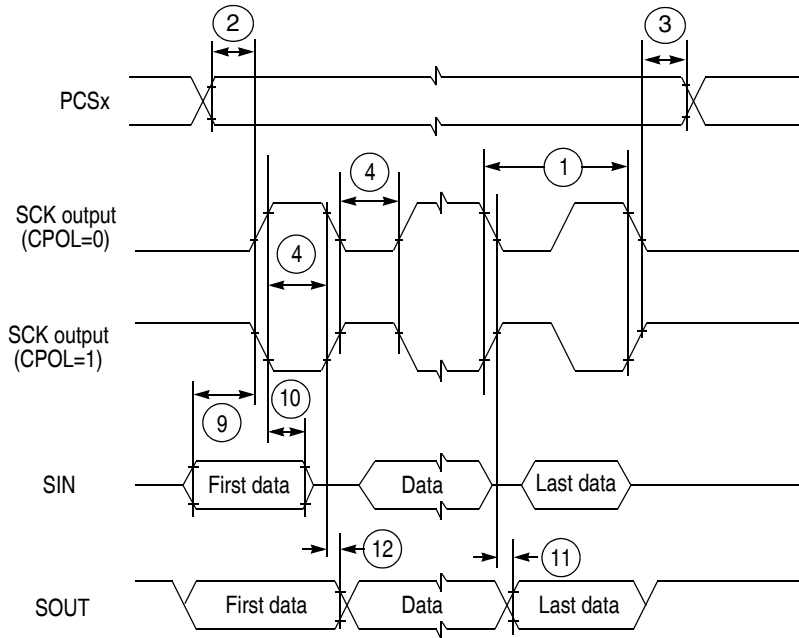 2
3
PCSx
4
1
SCK output
(CPOL=0)
4
SCK output
(CPOL=1)
10
9
SIN
First data
Data
Last data
12
11
SOUT
First data
Data
Last data